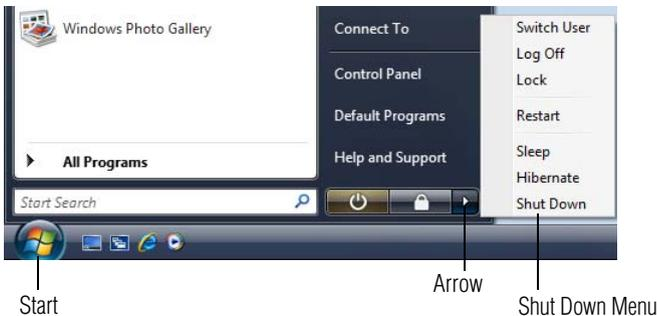 Windows Photo Gallery
All Programs
Start Search
Connect To
Control Panel
Default Programs
Help and Support
Switch User
Log Off
Lock
Restart
Sleep
Hibernate
Shut Down
Start
Arrow
Shut Down Menu